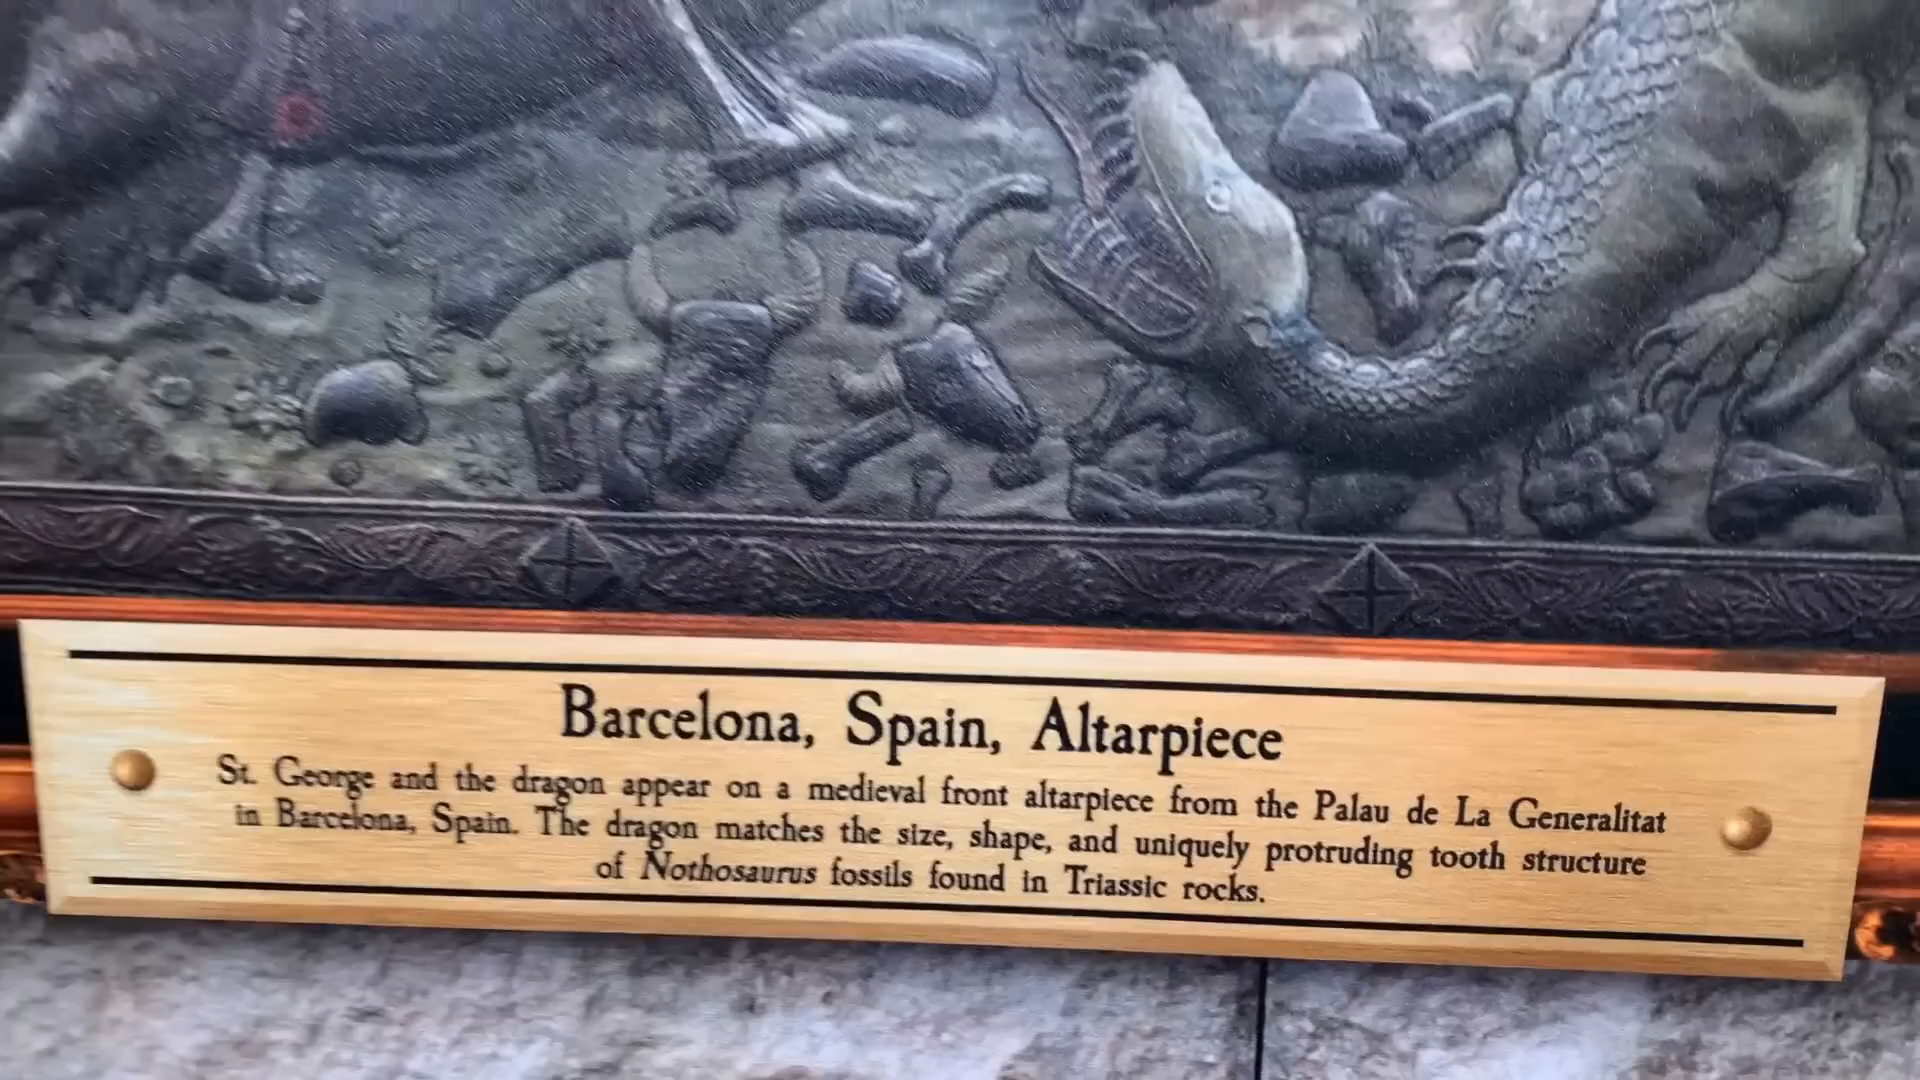 Barcelona, Spain, Altarpiece
St. George and the dragon appear on a medieval front altarpiece from the Palau de La Generalitat
in Barcelona, Spain. The dragon matches the size, shape, and uniquely protruding tooth structure
of Nothosaurus fossils found in Triassic rocks.